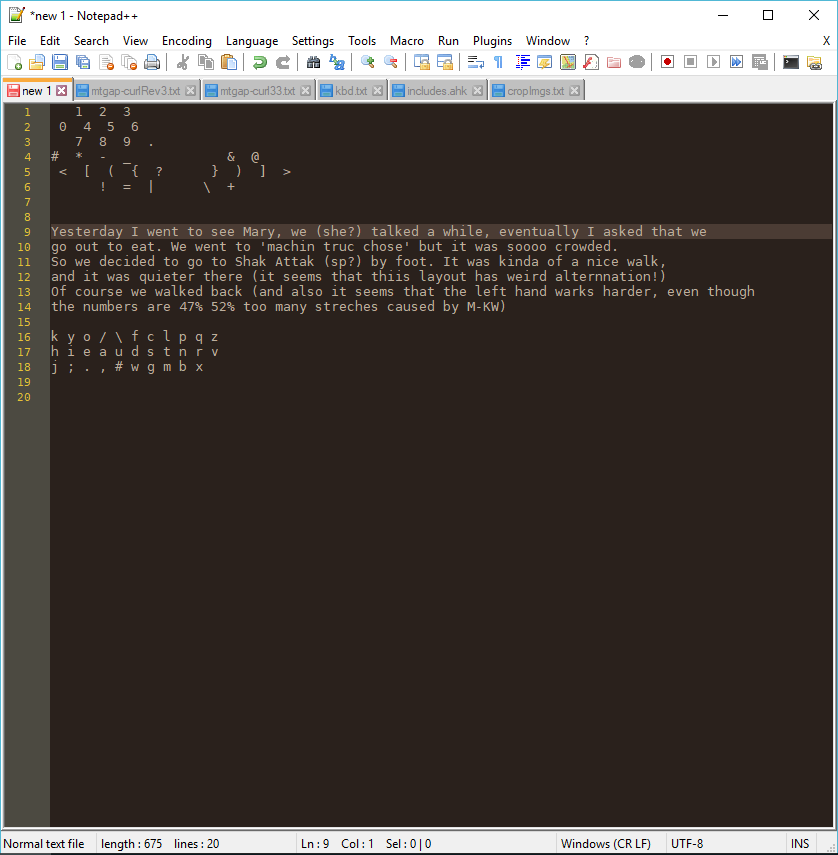 *new 1 - Notepad++
File Edit Search View Encoding Language Settings Tools Macro Run Plugins Window ? X
new 1 mtgap-curlRev3.txt mtgap-curl33.txt kbd.txt includes.ahk cropImgs.txt
1 1 2 3
2 0 4 5 6
3 7 8 9 .
4 # * - _ & @
5 < [ ( { ? } ) ] >
6 ! = | \ +
7
8
9 Yesterday I went to see Mary, we (she?) talked a while, eventually I asked that we
10 go out to eat. We went to 'machin truc chose' but it was soooo crowded.
11 So we decided to go to Shak Attak (sp?) by foot. It was kinda of a nice walk,
12 and it was quieter there (it seems that thiis layout has weird alternnation!)
13 Of course we walked back (and also it seems that the left hand warks harder, even though
14 the numbers are 47% 52% too many streches caused by M-KW)
15
16 k y o / \ f c l p q z
17 h i e a u d s t n r v
18 j ; . , # w g m b x
19
20
Normal text file length : 675 lines : 20 Ln : 9 Col : 1 Sel : 0 | 0 Windows (CR LF) UTF-8 INS